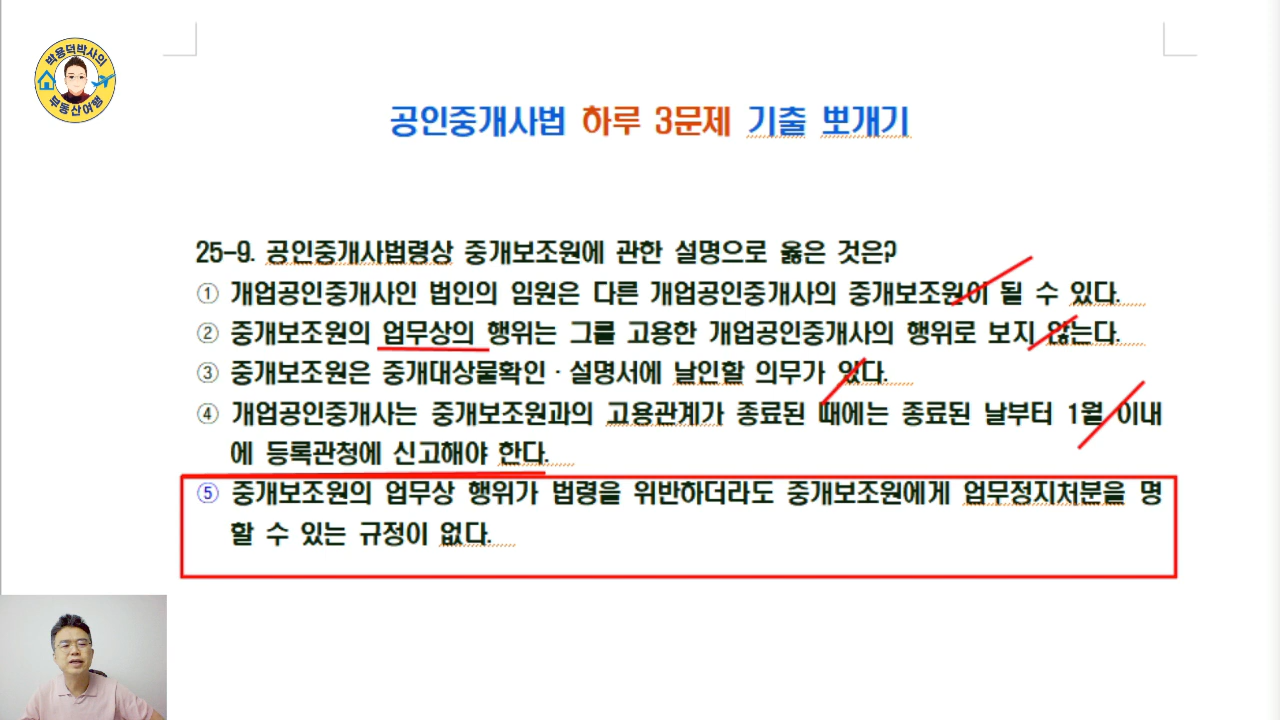 박용덕박사의
부동산여행
공인중개사법 하루 3문제 기출 뽀개기
25-9. 공인중개사법령상 중개보조원에 관한 설명으로 옳은 것은?
① 개업공인중개사인 법인의 임원은 다른 개업공인중개사의 중개보조원이 될 수 있다.
② 중개보조원의 업무상의 행위는 그를 고용한 개업공인중개사의 행위로 보지 않는다.
③ 중개보조원은 중개대상물확인·설명서에 날인할 의무가 있다.
④ 개업공인중개사는 중개보조원과의 고용관계가 종료된 때에는 종료된 날부터 1월 이내
에 등록관청에 신고해야 한다.
⑤ 중개보조원의 업무상 행위가 법령을 위반하더라도 중개보조원에게 업무정지처분을 명
할 수 있는 규정이 없다.